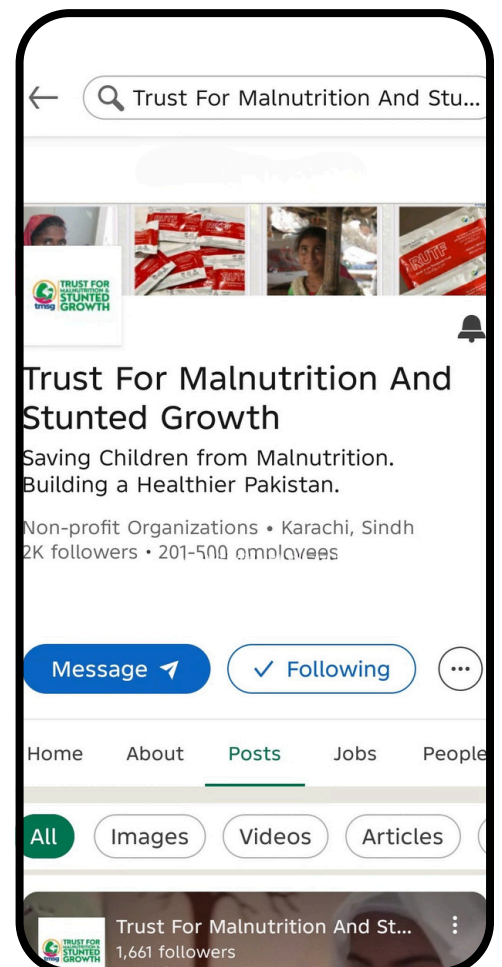 Trust For Malnutrition And Stu...
RUTF
TRUST FOR
MALNUTRITION &
STUNTED
GROWTH
tmsg
Trust For Malnutrition And
Stunted Growth
Saving Children from Malnutrition.
Building a Healthier Pakistan.
Non-profit Organizations • Karachi, Sindh
2K followers • 201-500 employees
Message
Following
Home About Posts Jobs People
All Images Videos Articles
Trust For Malnutrition And St...
1,661 followers
TRUST FOR
MALNUTRITION &
STUNTED
GROWTH
tmsg